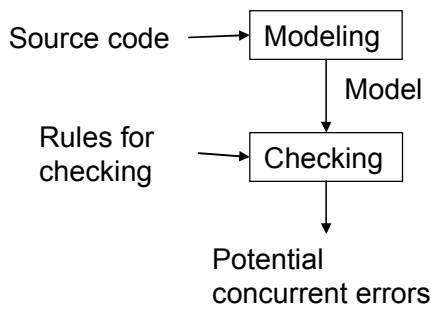 Source code
Modeling
Model
Rules for
checking
Checking
Potential
concurrent errors